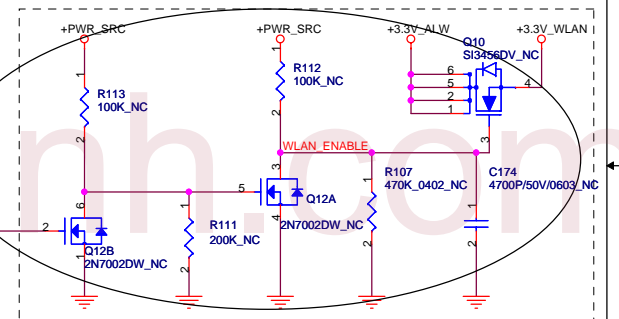 +PWR_SRC
+PWR_SRC
+3.3V_ALW
+3.3V_WLAN
Q10
SI3456DV_NC
1
R113
100K_NC
2
1
R112
100K_NC
2
6
5
2
1
4
3
WLAN_ENABLE
3
5
Q12A
4
2N7002DW_NC
1
R107
470K_0402_NC
2
C174
4700P/50V/0603_NC
1
2
6
2
1
Q12B
2N7002DW_NC
1
R111
200K_NC
2
nh.com